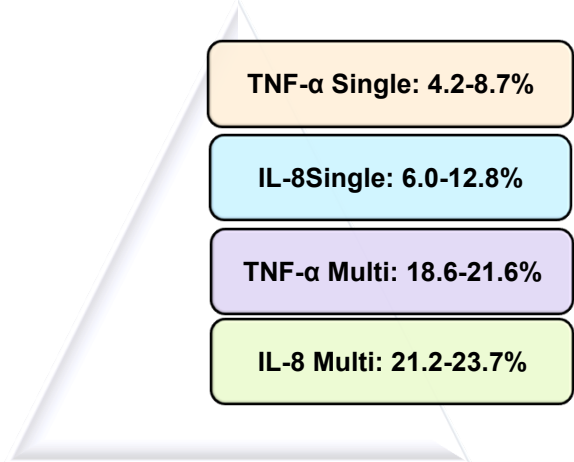 TNF-α Single: 4.2-8.7%
IL-8Single: 6.0-12.8%
TNF-α Multi: 18.6-21.6%
IL-8 Multi: 21.2-23.7%